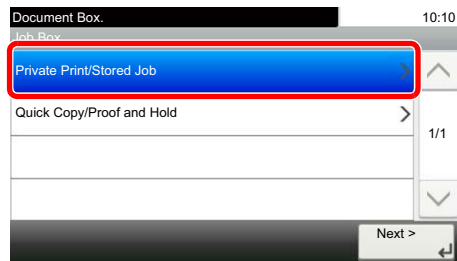 Document Box.
10:10
Job Box
Private Print/Stored Job
Quick Copy/Proof and Hold
1/1
Next >